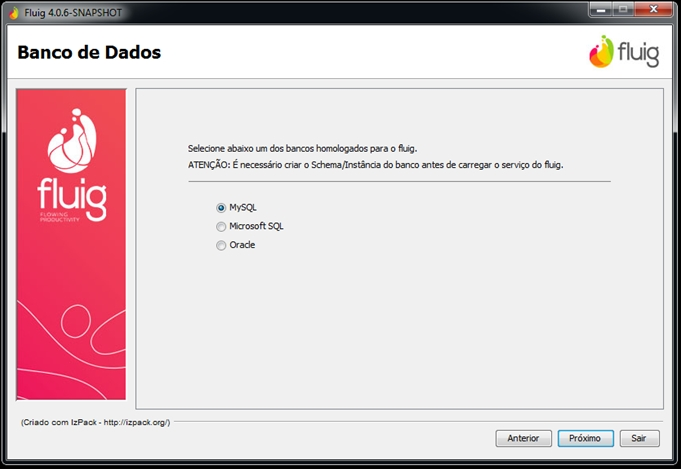 Fluig 4.0.6-SNAPSHOT
Banco de Dados
fluig
fluig
FLOWING
PRODUCTIVITY
Selecione abaixo um dos bancos homologados para o fluig.
ATENÇÃO: É necessário criar o Schema/Instância do banco antes de carregar o serviço do fluig.
MySQL
Microsoft SQL
Oracle
(Criado com IzPack - http://izpack.org/)
Anterior Próximo Sair